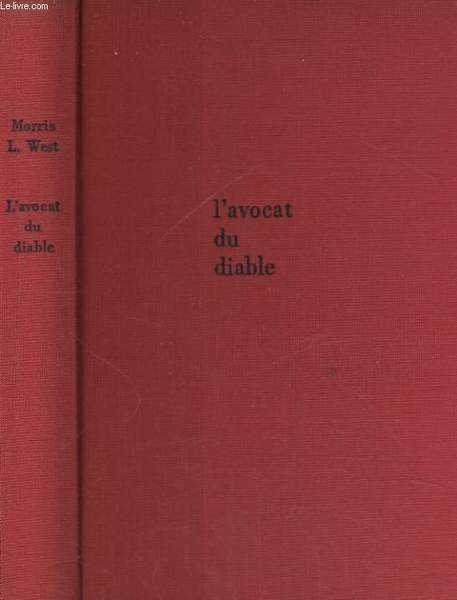 Le-livre.com
Morris
L. West
L'avocat
du
diable
l'avocat
du
diable